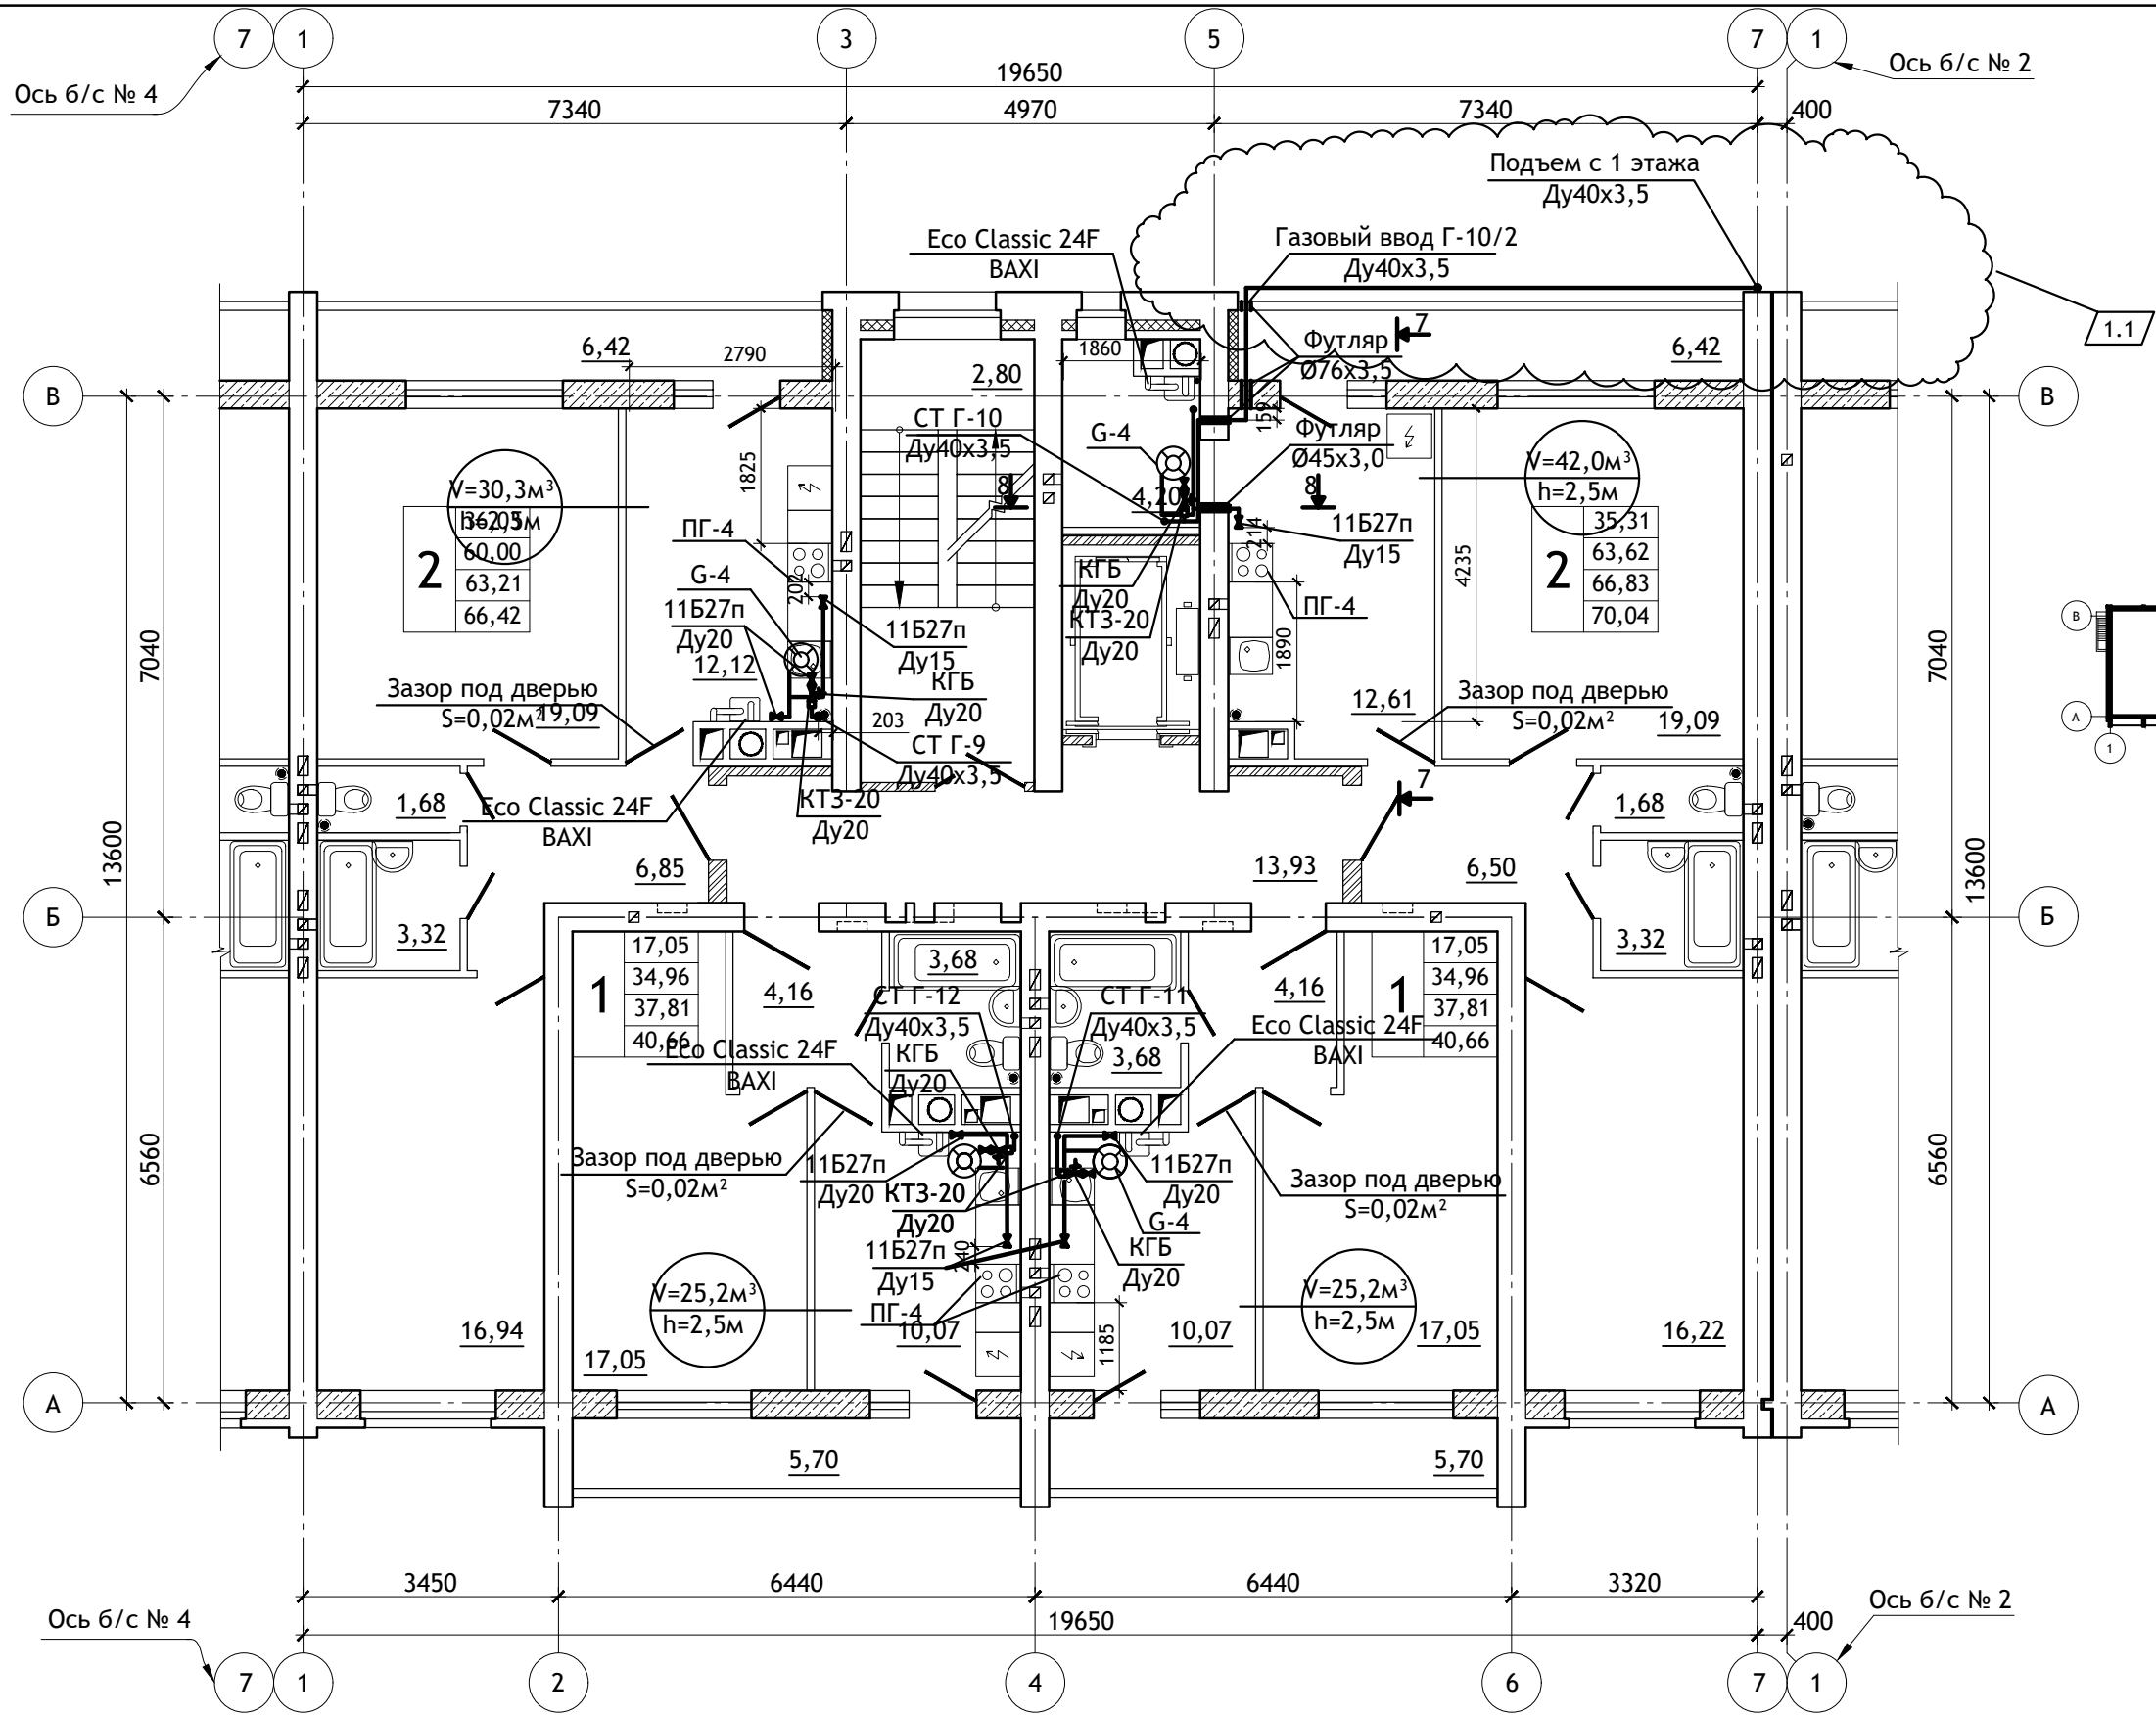 7
1
3
5
7
1
Ось б/с № 4
Ось б/с № 2
19650
7340
4970
7340
400
Подъем с 1 этажа
Ду40х3,5
Eco Classic 24F
BAXI
Газовый ввод Г-10/2
Ду40х3,5
1.1
7
6,42
2790
1860
2,80
Футляр
Ø76х3,5
6,42
В
В
159
СТ Г-10
Ду40х3,5
G-4
Футляр
Ø45х3,0
V=30,3м³
h=2,5м
V=42,0м³
h=2,5м
1825
8
4,20
8
2
36,05
60,00
63,21
66,42
2
35,31
63,62
66,83
70,04
ПГ-4
11Б27п
Ду15
214
4235
G-4
202
КГБ
Ду20
ПГ-4
11Б27п
Ду20
11Б27п
Ду15
КТЗ-20
Ду20
1890
12,12
КГБ
Ду20
Зазор под дверью
S=0,02м²
19,09
203
12,61
Зазор под дверью
S=0,02м²
19,09
7040
7040
В
А
1
СТ Г-9
Ду40х3,5
КТЗ-20
Ду20
7
1,68
Eco Classic 24F
BAXI
1,68
13600
13600
6,85
13,93
6,50
Б
Б
3,32
3,32
1
17,05
34,96
37,81
40,66
4,16
3,68
4,16
1
17,05
34,96
37,81
40,66
СТ Г-12
Ду40х3,5
СТ Г-11
Ду40х3,5
Eco Classic 24F
BAXI
КГБ
Ду20
3,68
Eco Classic 24F
BAXI
Зазор под дверью
S=0,02м²
11Б27п
Ду20
КТЗ-20
Ду20
11Б27п
Ду20
G-4
Зазор под дверью
S=0,02м²
6560
6560
11Б27п
Ду15
КГБ
Ду20
V=25,2м³
h=2,5м
ПГ-4
V=25,2м³
h=2,5м
16,94
17,05
10,07
1185
10,07
17,05
16,22
А
А
5,70
5,70
3450
6440
6440
3320
19650
400
Ось б/с № 4
Ось б/с № 2
7
1
2
4
6
7
1